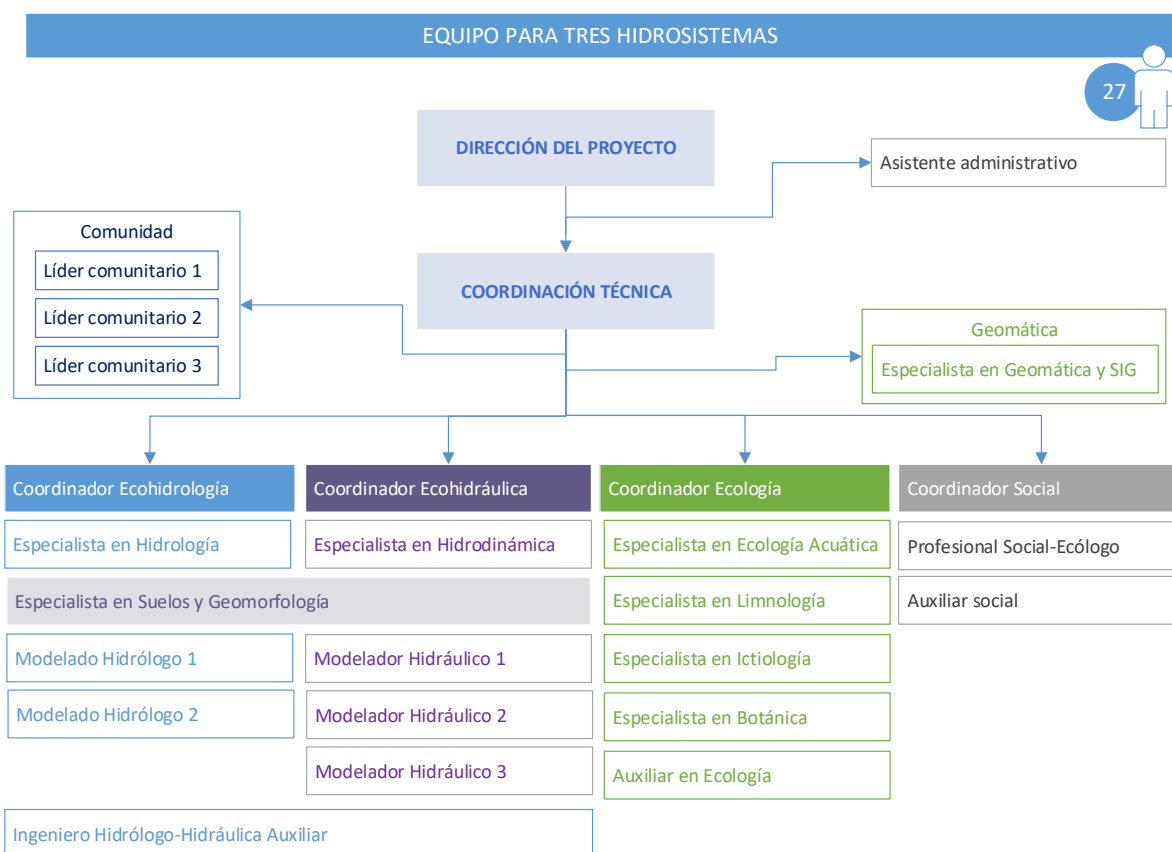 EQUIPO PARA TRES HIDROSISTEMAS
27
DIRECCIÓN DEL PROYECTO
Asistente administrativo
Comunidad
Líder comunitario 1
Líder comunitario 2
Líder comunitario 3
COORDINACIÓN TÉCNICA
Geomática
Especialista en Geomática y SIG
Coordinador Ecohidrología
Especialista en Hidrología
Especialista en Suelos y Geomorfología
Modelado Hidrólogo 1
Modelado Hidrólogo 2
Ingeniero Hidrólogo-Hidráulica Auxiliar
Coordinador Ecohidráulica
Especialista en Hidrodinámica
Modelador Hidráulico 1
Modelador Hidráulico 2
Modelador Hidráulico 3
Coordinador Ecología
Especialista en Ecología Acuática
Especialista en Limnología
Especialista en Ictiología
Especialista en Botánica
Auxiliar en Ecología
Coordinador Social
Profesional Social-Ecólogo
Auxiliar social